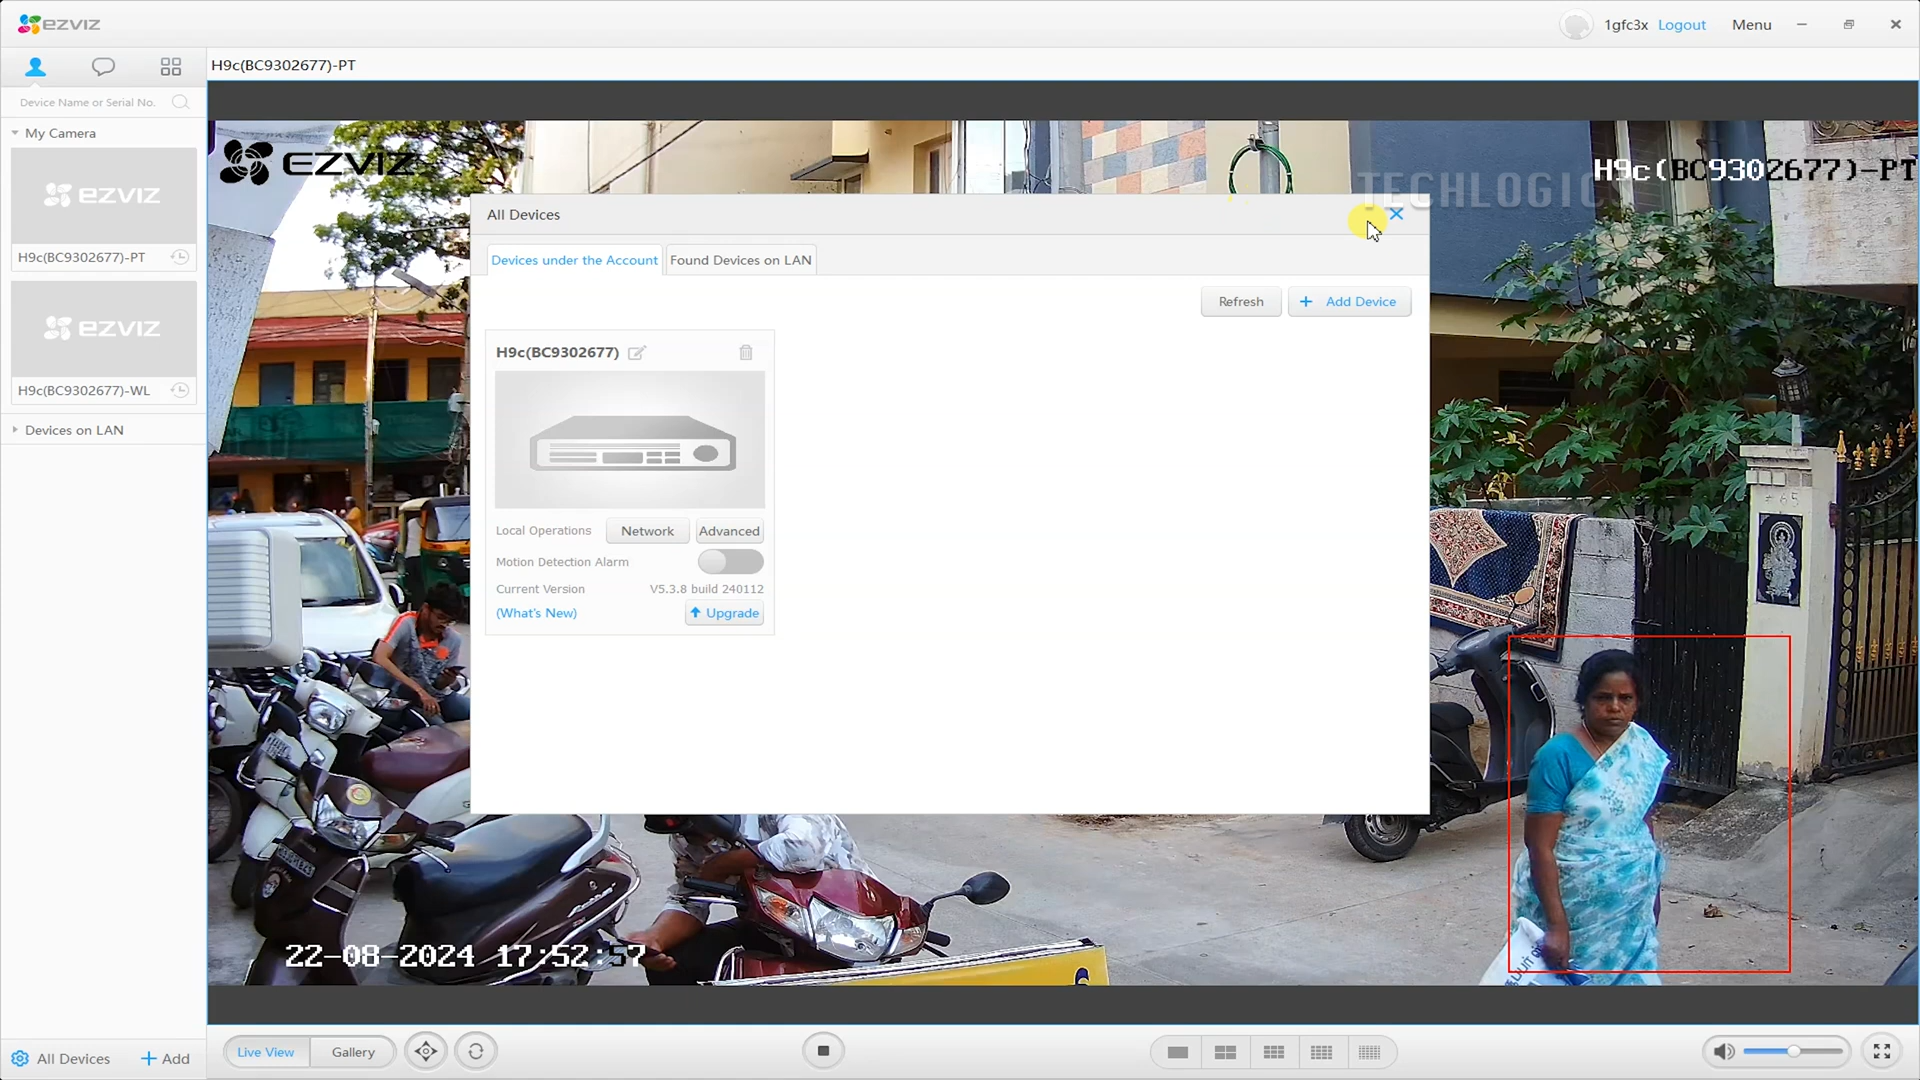 EZVIZ
1gfc3x Logout Menu
H9c(BC9302677)-PT
Device Name or Serial No.
My Camera
EZVIZ
H9c(BC9302677)-PT
EZVIZ
H9c(BC9302677)-WL
Devices on LAN
EZVIZ
H9c(BC9302677)-PT
TECHLOGICS
All Devices
Devices under the Account Found Devices on LAN
Refresh + Add Device
H9c(BC9302677)
Local Operations Network Advanced
Motion Detection Alarm
Current Version V5.3.8 build 240112
(What's New) Upgrade
22-08-2024 17:52:57
All Devices + Add
Live View Gallery